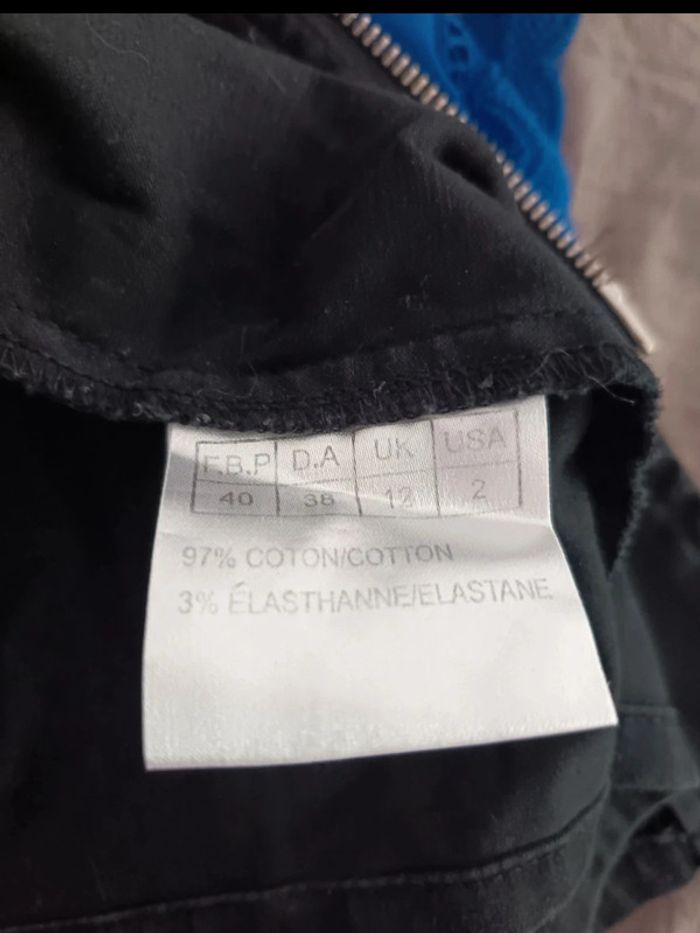 F.B.P D.A UK USA
40 38 12 2
97% COTON/COTTON
3% ÉLASTHANNE/ELASTANE